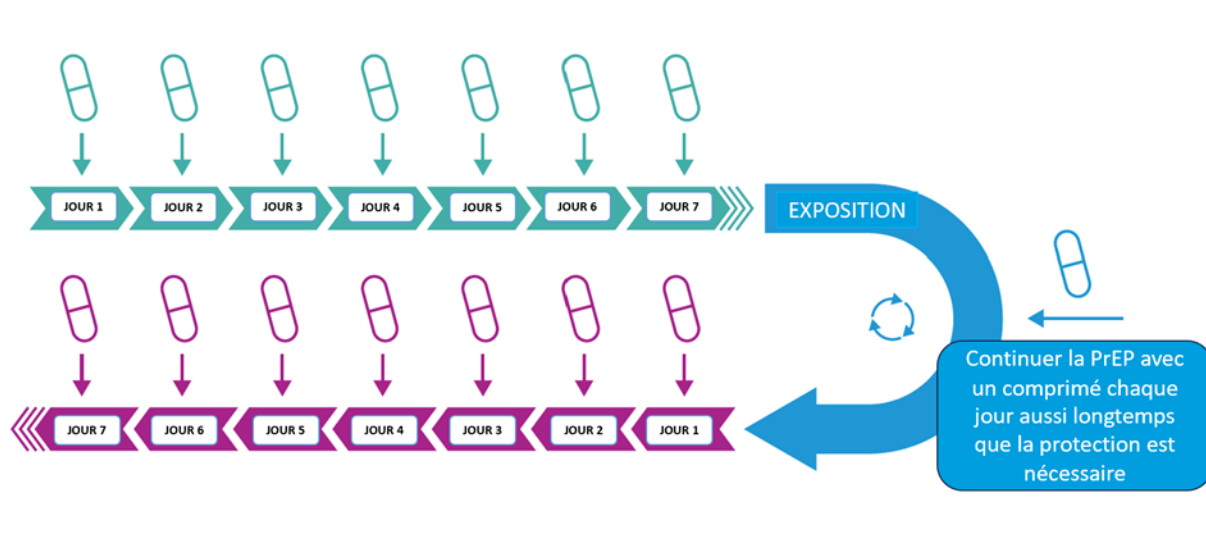 JOUR 1
JOUR 2
JOUR 3
JOUR 4
JOUR 5
JOUR 6
JOUR 7
EXPOSITION
Continuer la PrEP avec
un comprimé chaque
jour aussi longtemps
que la protection est
nécessaire
JOUR 7
JOUR 6
JOUR 5
JOUR 4
JOUR 3
JOUR 2
JOUR 1